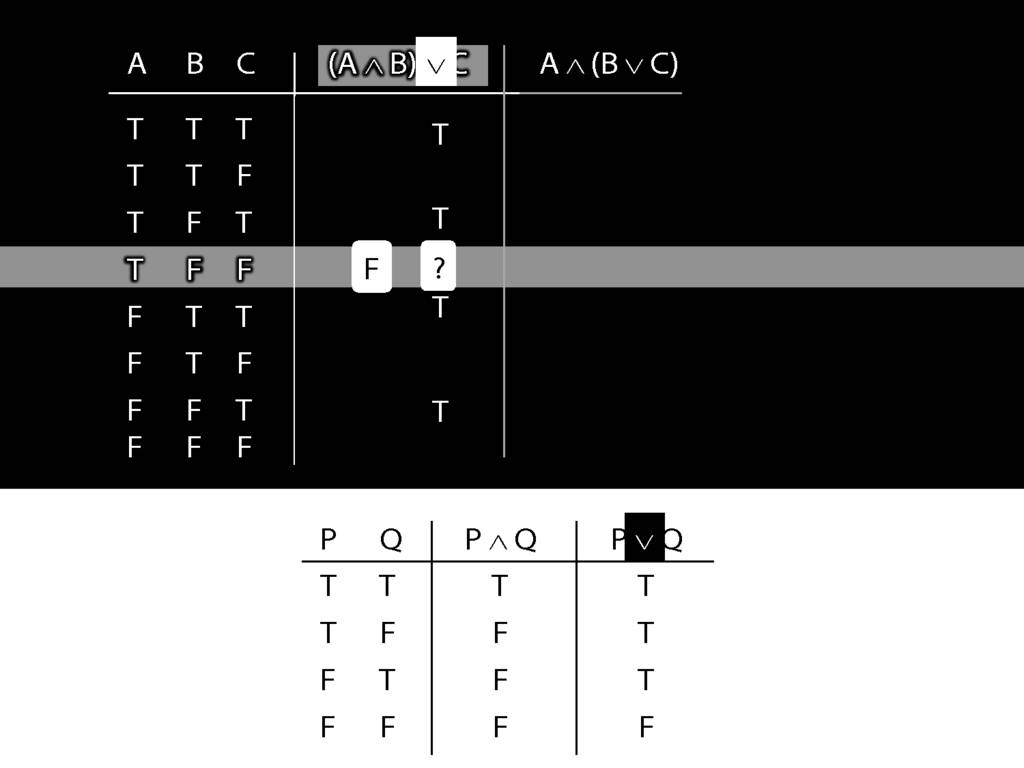 A B C (A ∧ B) ∨ C A ∧ (B ∨ C)
T T T T
T T F
T F T T
T F F F ?
F T T T
F T F
F F T T
F F F
P Q P ∧ Q P ∨ Q
T T T T
T F F T
F T F T
F F F F